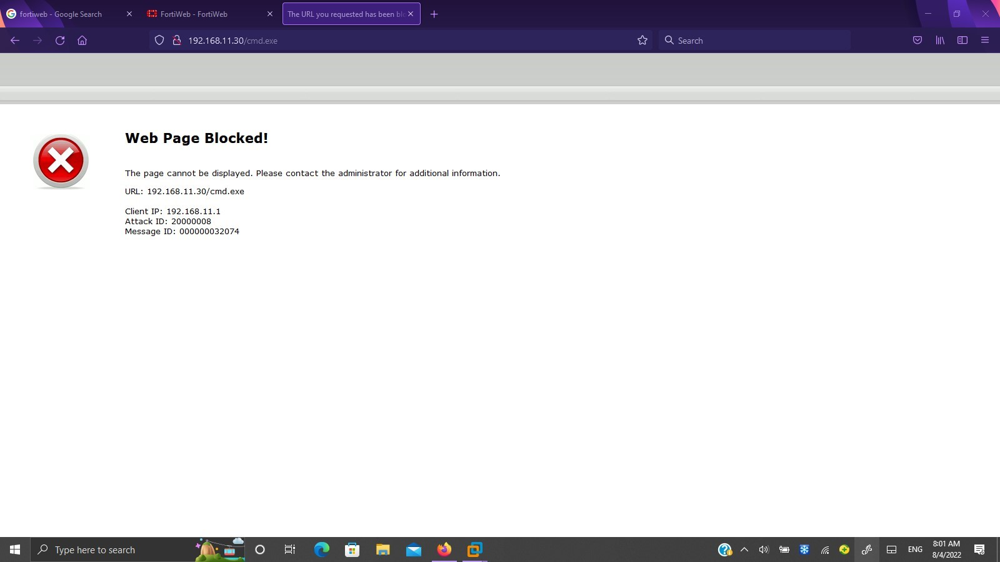 fortiweb - Google Search
FortiWeb - FortiWeb
The URL you requested has been blo
192.168.11.30/cmd.exe
Search
Web Page Blocked!
The page cannot be displayed. Please contact the administrator for additional information.
URL: 192.168.11.30/cmd.exe
Client IP: 192.168.11.1
Attack ID: 20000008
Message ID: 000000032074
Type here to search
ENG
8:01 AM
8/4/2022